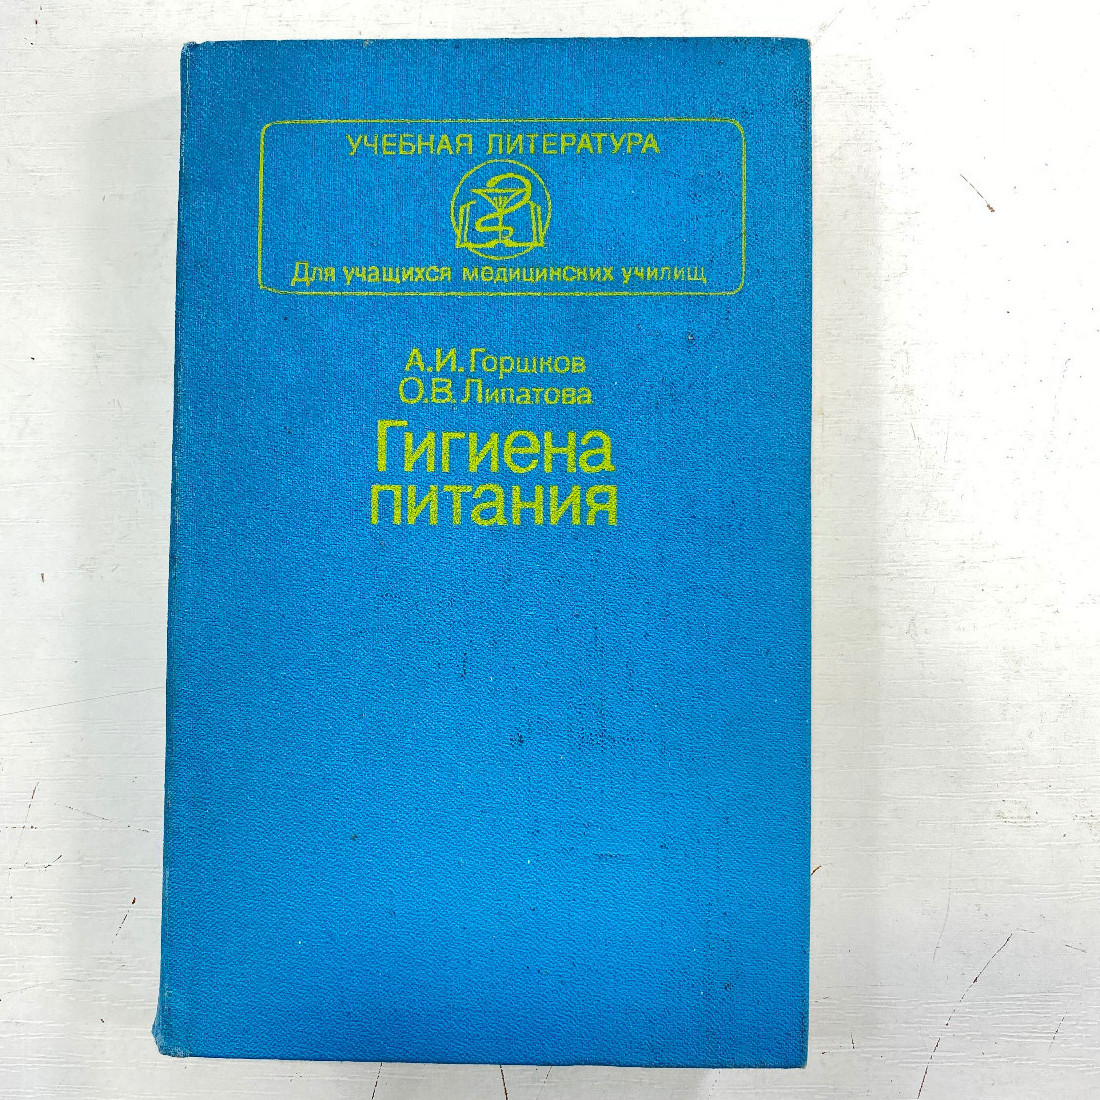 УЧЕБНАЯ ЛИТЕРАТУРА
Для учащихся медицинских училищ
А.И. Горшков
О.В. Липатова
Гигиена
питания